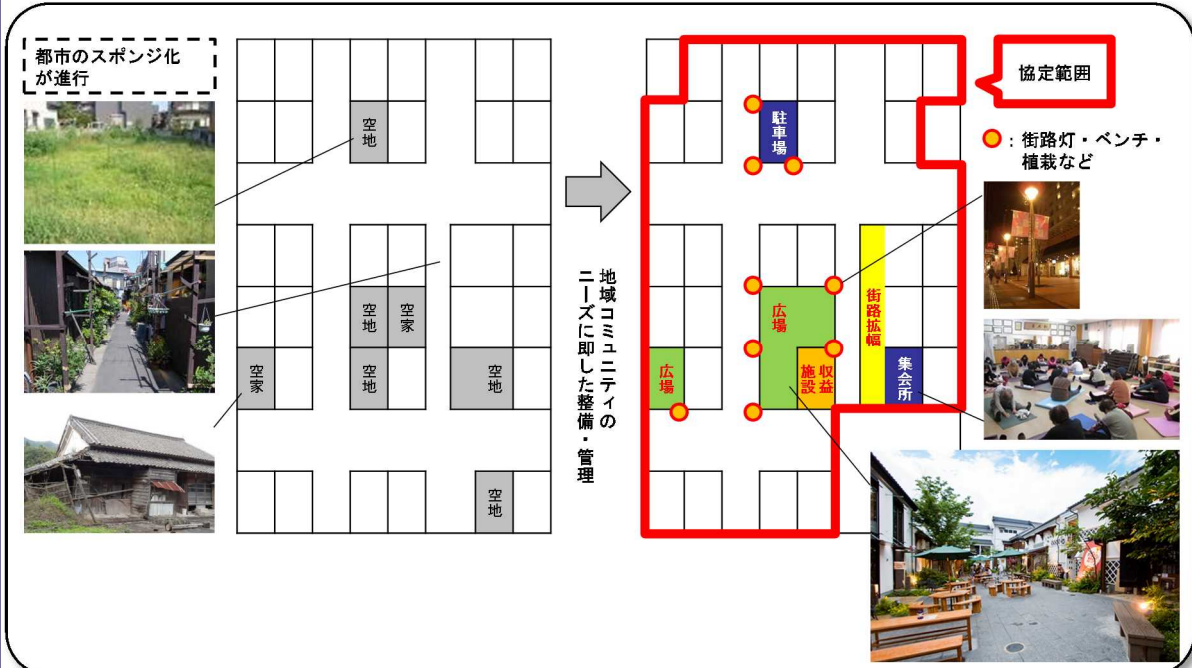 都市のスポンジ化
が進行
空地
空地
空家
空家
空地
空地
空地
地域コミュニティの
ニーズに即した整備・管理
協定範囲
：街路灯・ベンチ・
植栽など
駐車場
広場
街路拡幅
広場
収益
施設
集会所